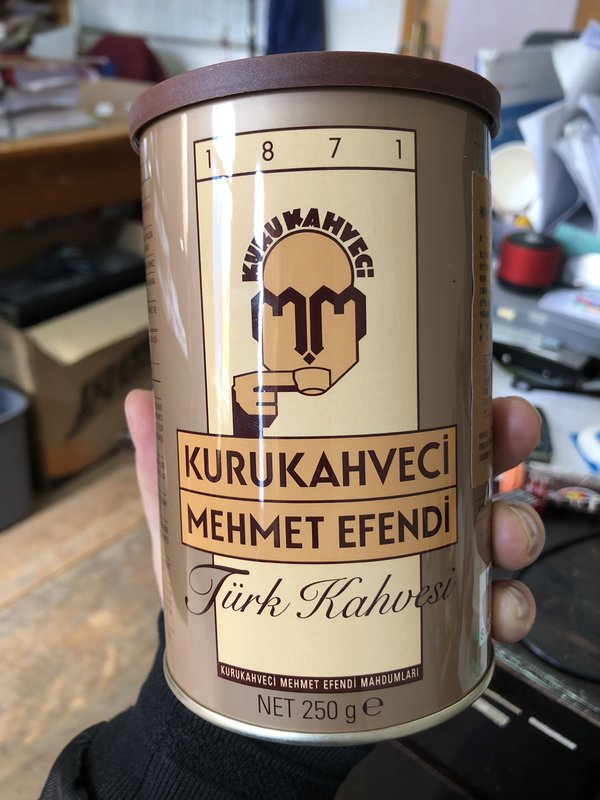 1 8 7 1
KURUKAHVECİ
KURUKAHVECİ
MEHMET EFENDİ
Türk Kahvesi
KURUKAHVECİ MEHMET EFENDİ MAHDUMLARI
NET 250 g ℮